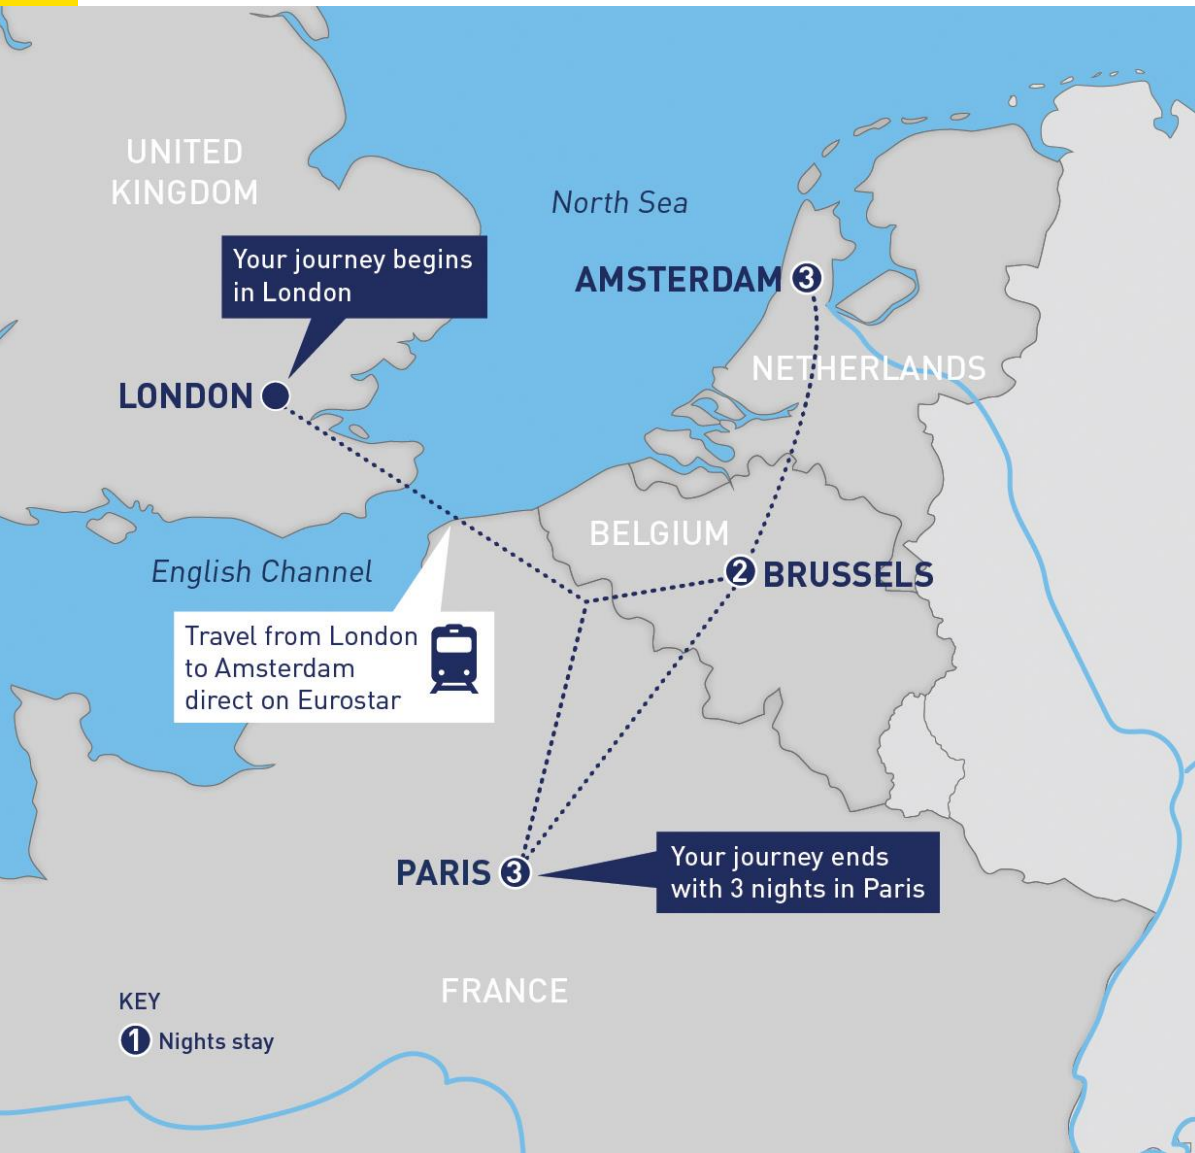 UNITED
KINGDOM
North Sea
Your journey begins
in London
AMSTERDAM 3
NETHERLANDS
LONDON
BELGIUM
English Channel
2 BRUSSELS
Travel from London
to Amsterdam
direct on Eurostar
PARIS 3
Your journey ends
with 3 nights in Paris
FRANCE
KEY
1 Nights stay